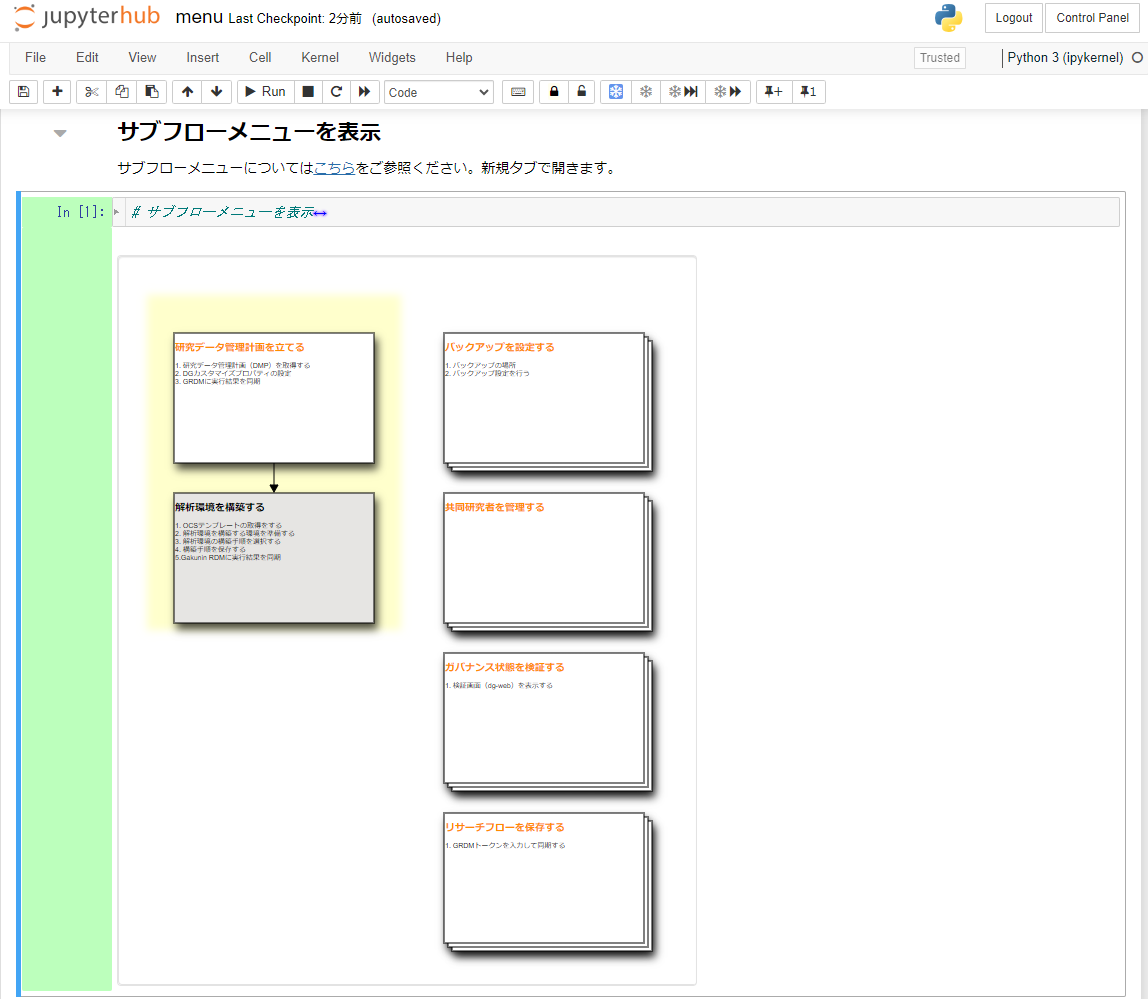 jupyterhub menu Last Checkpoint: 2分前 (autosaved) Logout Control Panel
File Edit View Insert Cell Kernel Widgets Help Trusted Python 3 (ipykernel)
Run Code +1
サブフローメニューを表示
サブフローメニューについてはこちらをご参照ください。新規タブで開きます。
In [1]: # サブフローメニューを表示
研究データ管理計画を立てる
1. 研究データ管理計画（DMP）を取得する
2. DGカスタマイズプロパティの設定
3. GRDMに実行結果を同期
解析環境を構築する
1. OCSテンプレートの取得をする
2. 解析環境を構築する環境を準備する
3. 解析環境の構築手順を選択する
4. 構築手順を保存する
5.Gakunin RDMに実行結果を同期
バックアップを設定する
1. バックアップの場所
2. バックアップ設定を行う
共同研究者を管理する
ガバナンス状態を検証する
1. 検証画面（dg-web）を表示する
リサーチフローを保存する
1. GRDMトークンを入力して同期する